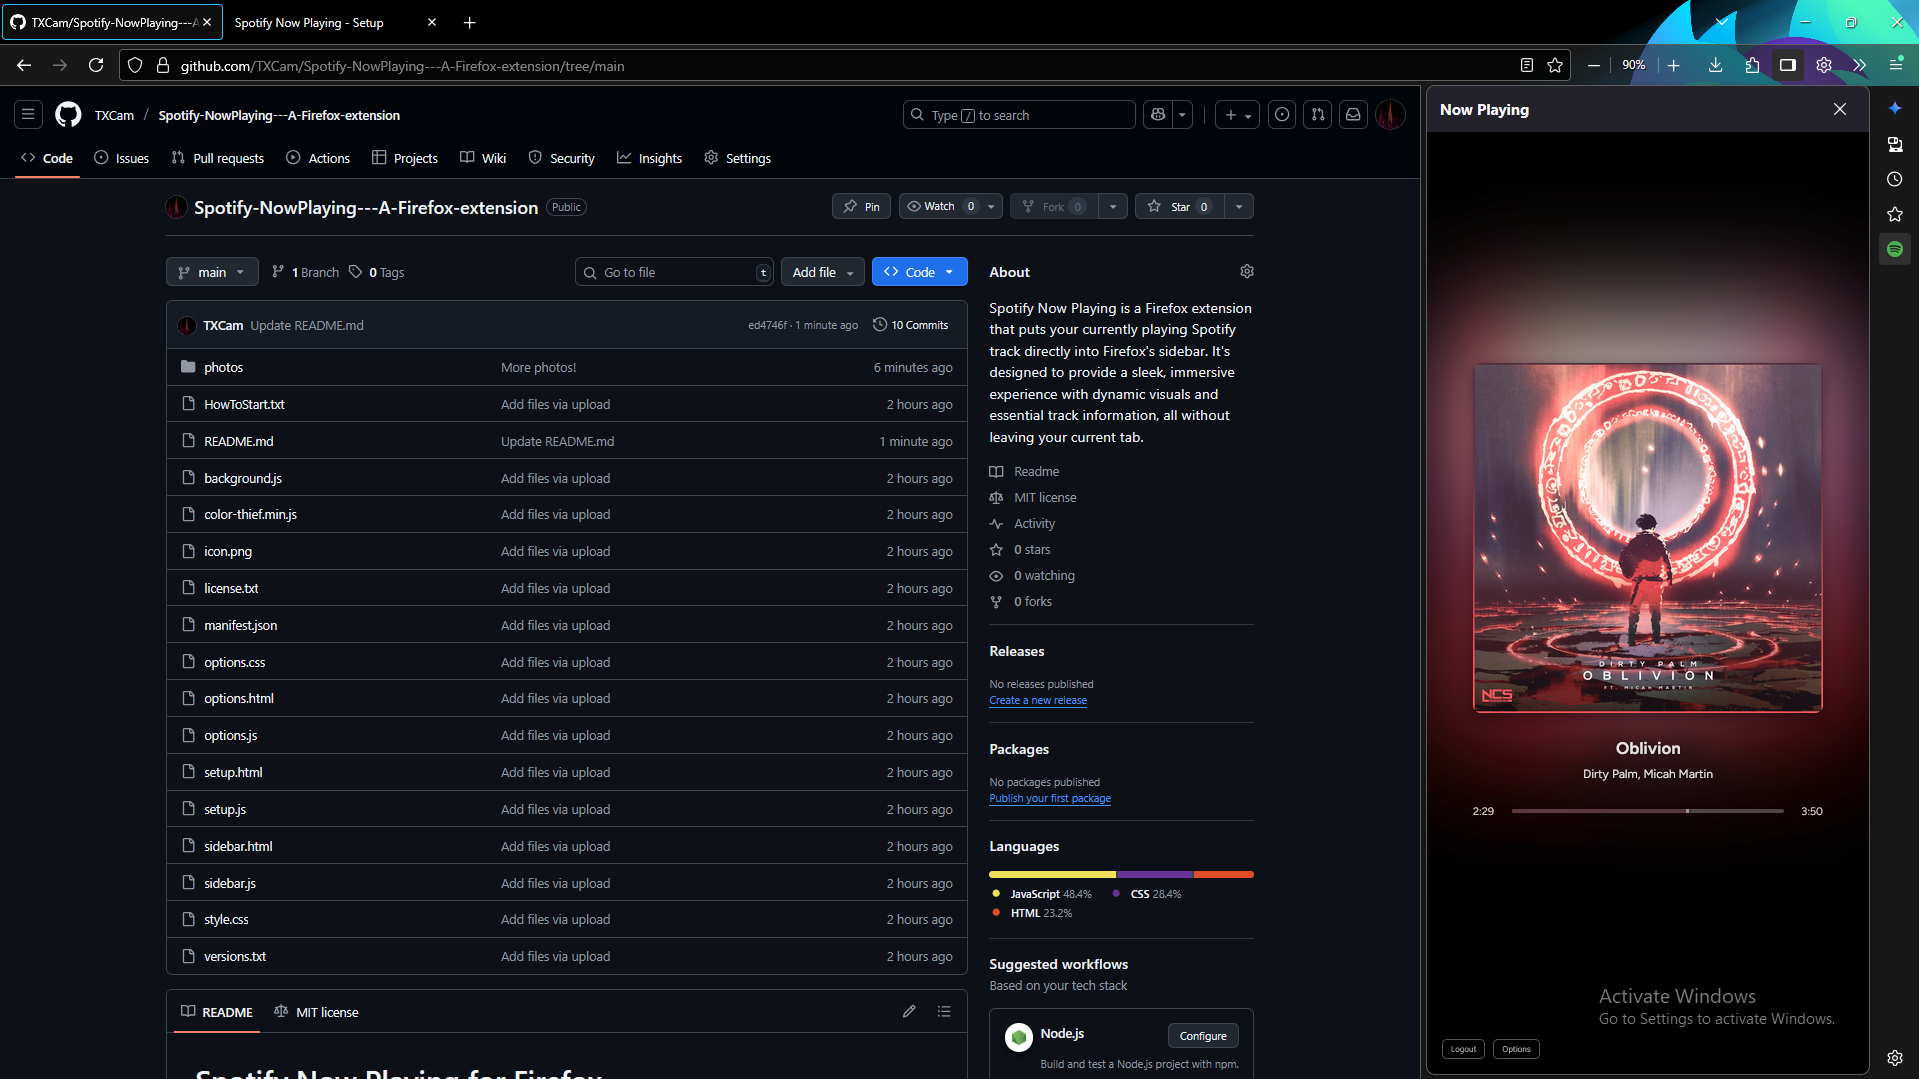 TXCam/Spotify-NowPlaying---A
Spotify Now Playing - Setup
github.com/TXCam/Spotify-NowPlaying---A-Firefox-extension/tree/main
90%
TXCam / Spotify-NowPlaying---A-Firefox-extension
Type / to search
Code
Issues
Pull requests
Actions
Projects
Wiki
Security
Insights
Settings
Spotify-NowPlaying---A-Firefox-extension Public
Pin
Watch 0
Fork 0
Star 0
main
1 Branch
0 Tags
Go to file
t
Add file
Code
TXCam Update README.md ed4746f · 1 minute ago 10 Commits
photos More photos! 6 minutes ago
HowToStart.txt Add files via upload 2 hours ago
README.md Update README.md 1 minute ago
background.js Add files via upload 2 hours ago
color-thief.min.js Add files via upload 2 hours ago
icon.png Add files via upload 2 hours ago
license.txt Add files via upload 2 hours ago
manifest.json Add files via upload 2 hours ago
options.css Add files via upload 2 hours ago
options.html Add files via upload 2 hours ago
options.js Add files via upload 2 hours ago
setup.html Add files via upload 2 hours ago
setup.js Add files via upload 2 hours ago
sidebar.html Add files via upload 2 hours ago
sidebar.js Add files via upload 2 hours ago
style.css Add files via upload 2 hours ago
versions.txt Add files via upload 2 hours ago
README
MIT license
Spotify Now Playing for Firefox
About
Spotify Now Playing is a Firefox extension
that puts your currently playing Spotify
track directly into Firefox's sidebar. It's
designed to provide a sleek, immersive
experience with dynamic visuals and
essential track information, all without
leaving your current tab.
Readme
MIT license
Activity
0 stars
0 watching
0 forks
Releases
No releases published
Create a new release
Packages
No packages published
Publish your first package
Languages
JavaScript 48.4%
CSS 28.4%
HTML 23.2%
Suggested workflows
Based on your tech stack
Node.js
Configure
Build and test a Node.js project with npm.
Now Playing
DIRTY PALM
OBLIVION
FT. MICAH MARTIN
NCS
Oblivion
Dirty Palm, Micah Martin
2:29
3:50
Activate Windows
Go to Settings to activate Windows.
Logout
Options